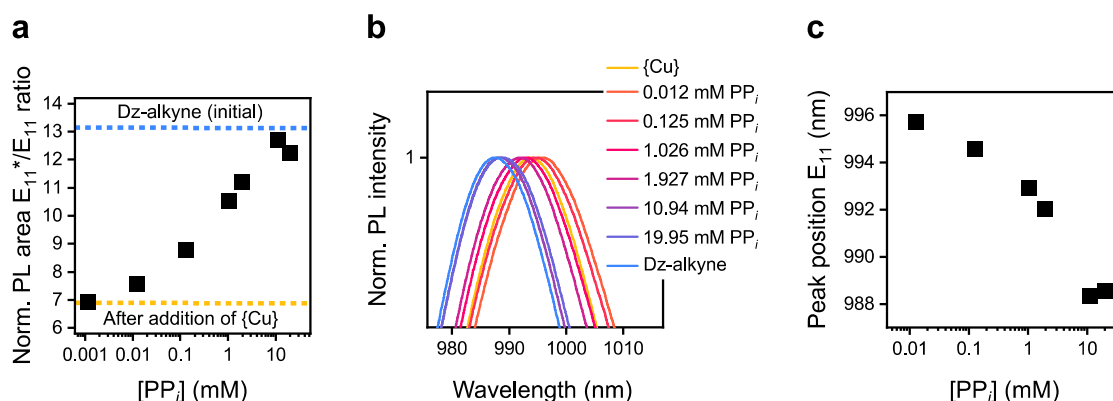 a
Norm. PL area E11*/E11 ratio
14
13
12
11
10
9
8
7
6
Dz-alkyne (initial)
After addition of {Cu}
0.001 0.01 0.1 1 10
[PPi] (mM)
b
Norm. PL intensity
1
{Cu}
0.012 mM PPi
0.125 mM PPi
1.026 mM PPi
1.927 mM PPi
10.94 mM PPi
19.95 mM PPi
Dz-alkyne
980 990 1000 1010
Wavelength (nm)
c
Peak position E11 (nm)
996
994
992
990
988
0.01 0.1 1 10
[PPi] (mM)